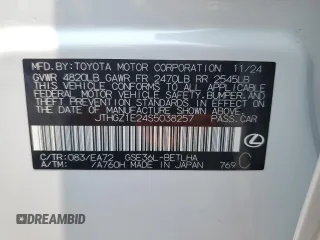 MFD. BY: TOYOTA MOTOR CORPORATION 11/24
GVWR 4820LB GAWR FR 2470LB RR 2545LB
THIS VEHICLE CONFORMS TO ALL APPLICABLE FEDERAL MOTOR VEHICLE SAFETY, BUMPER, AND THEFT PREVENTION STANDARDS IN EFFECT ON THE DATE OF MANUFACTURE SHOWN ABOVE.
JTHGZ1E24S5038257 PASS.CAR
C/TR: 083/EA72 GSE36L-BETLHA
A/TM: /A760H MADE IN JAPAN 769 C
LEXUS
AUTOBIDMASTER